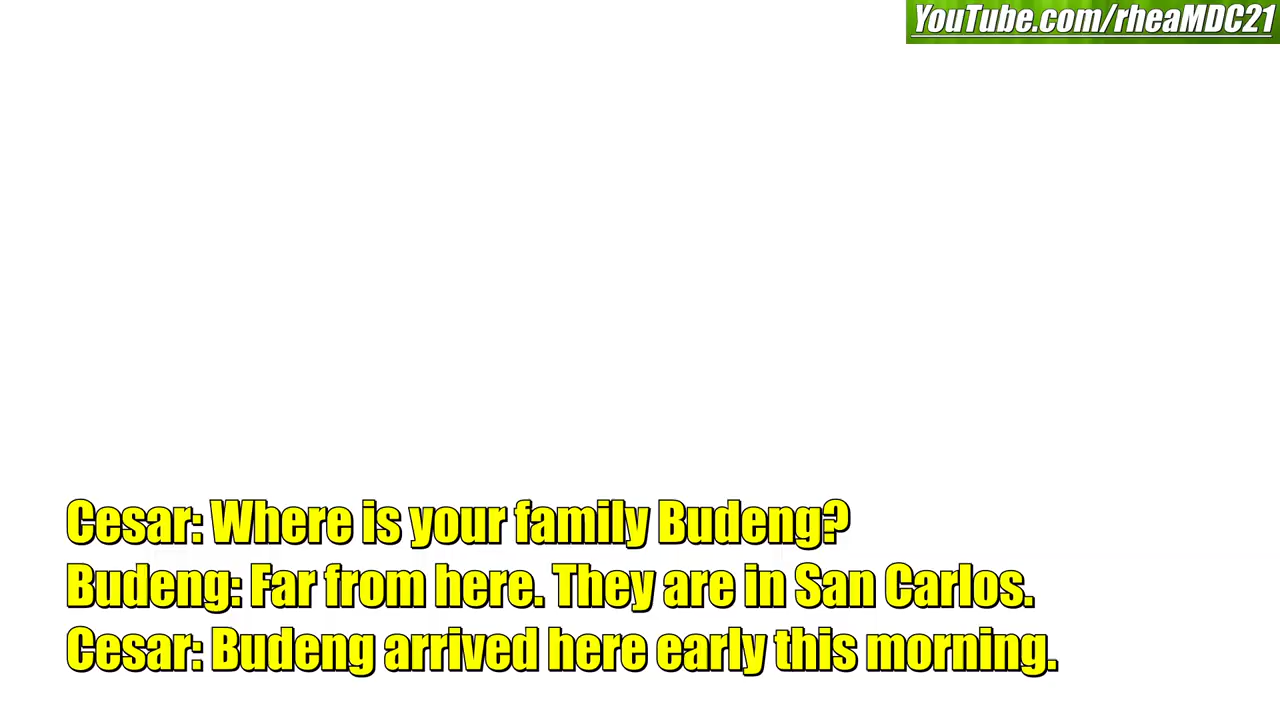 YouTube.com/rheaMDC21
Cesar: Where is your family Budeng?
Budeng: Far from here. They are in San Carlos.
Cesar: Budeng arrived here early this morning.